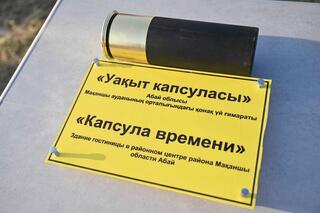 «Уақыт капсуласы»
Абай облысы
Мақаншы ауданының орталығындағы қонақ үй ғимараты
«Капсула времени»
Здание гостиницы в районном центре района Мақаншы
области Абай